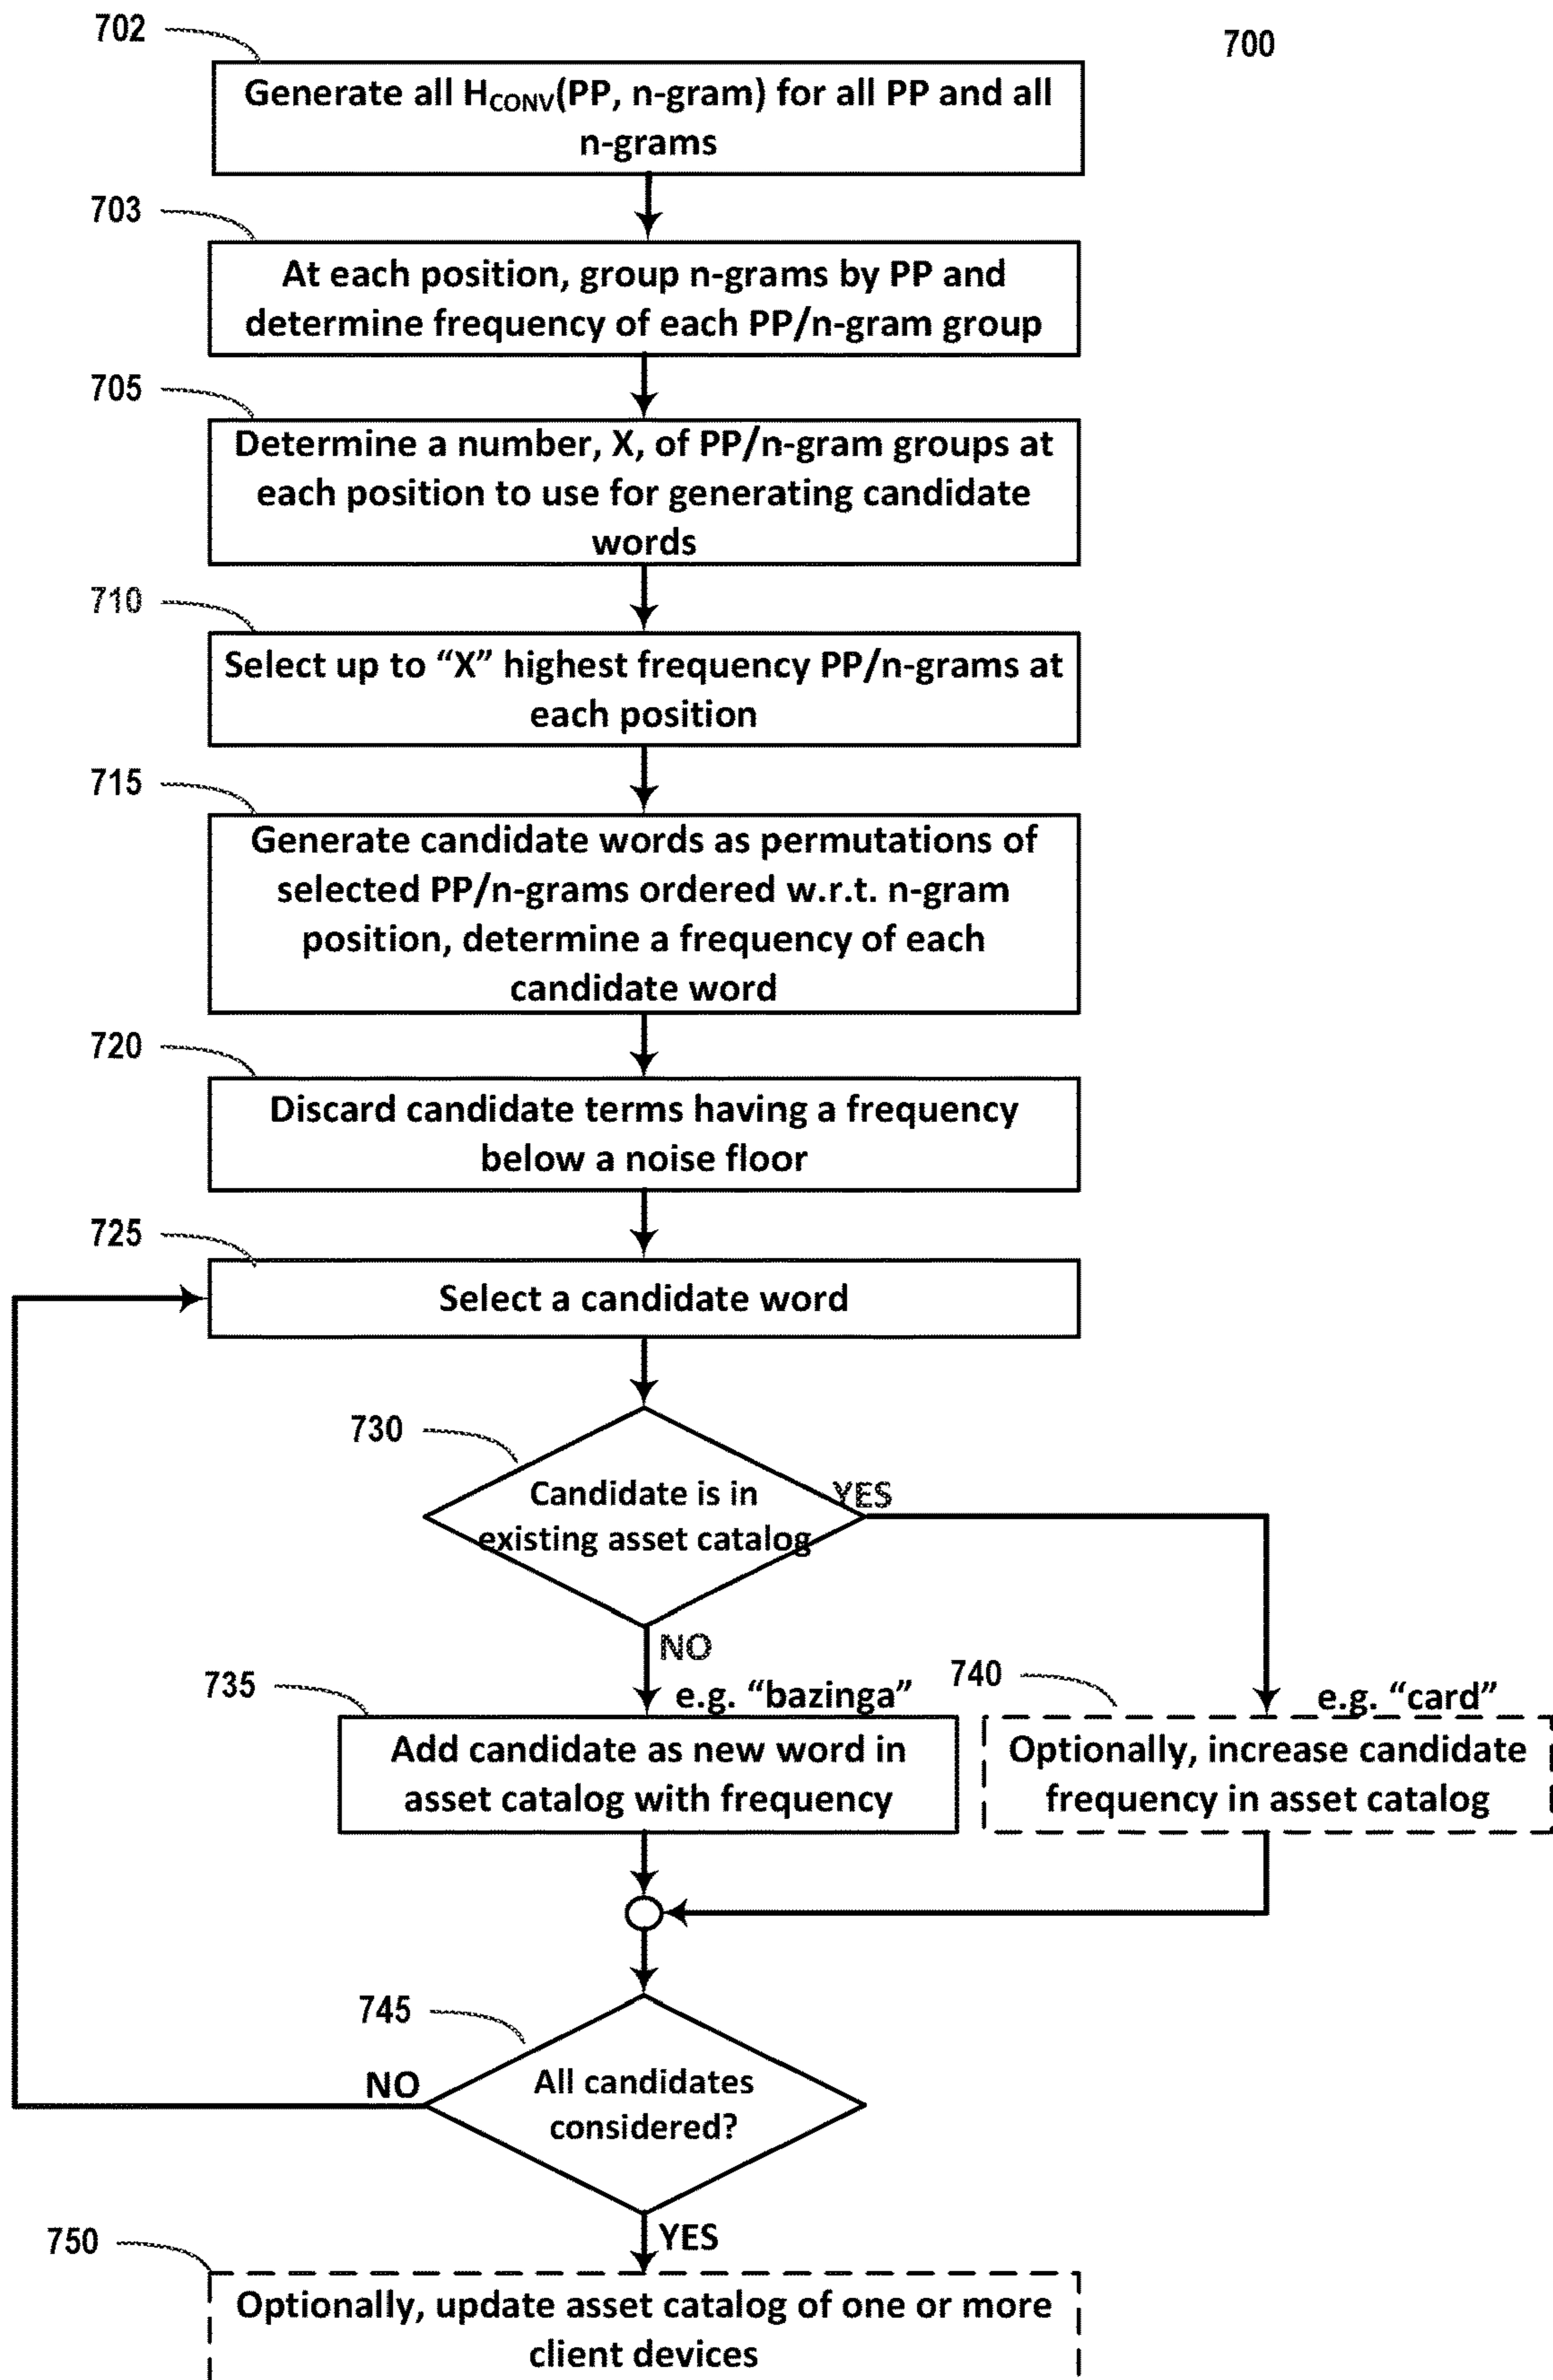 702
700
Generate all HCONV(PP, n-gram) for all PP and all
n-grams
703
At each position, group n-grams by PP and
determine frequency of each PP/n-gram group
705
Determine a number, X, of PP/n-gram groups at
each position to use for generating candidate
words
710
Select up to “X” highest frequency PP/n-grams at
each position
715
Generate candidate words as permutations of
selected PP/n-grams ordered w.r.t. n-gram
position, determine a frequency of each
candidate word
720
Discard candidate terms having a frequency
below a noise floor
725
Select a candidate word
730
Candidate is in
existing asset catalog
YES
NO
735
e.g. “bazinga”
Add candidate as new word in
asset catalog with frequency
740
e.g. “card”
Optionally, increase candidate
frequency in asset catalog
745
All candidates
considered?
NO
YES
750
Optionally, update asset catalog of one or more
client devices